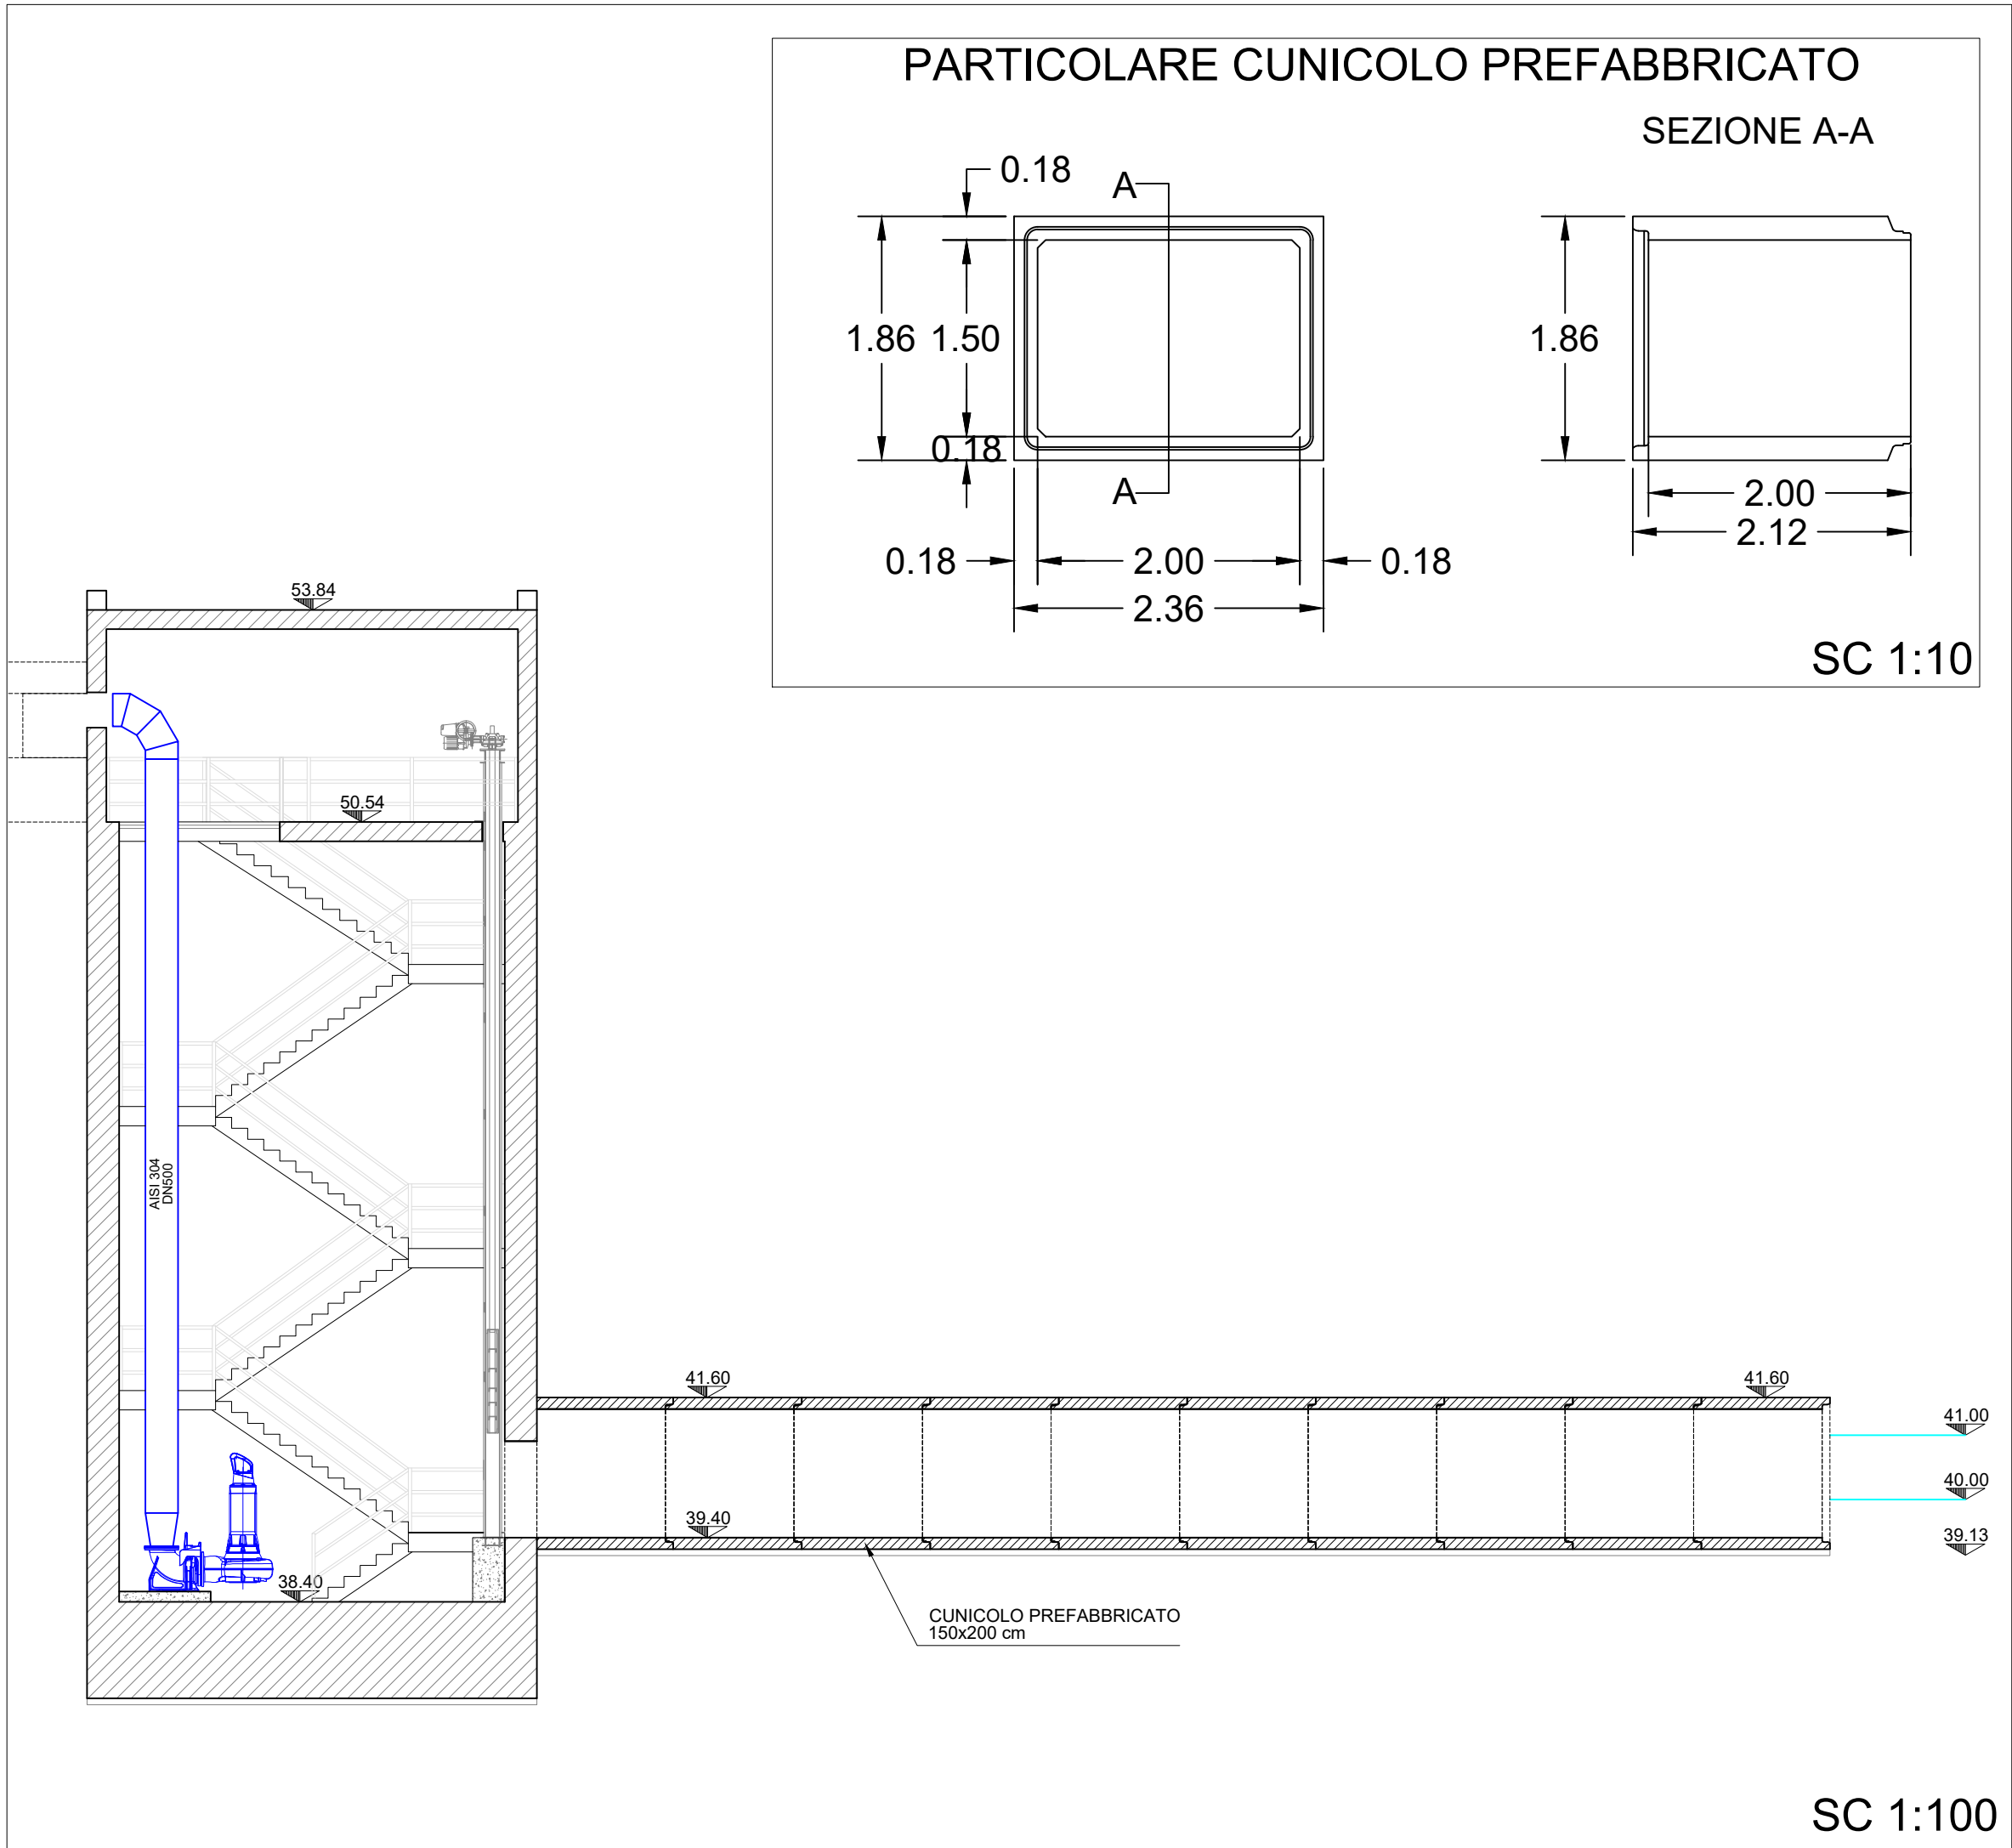 PARTICOLARE CUNICOLO PREFABBRICATO
SEZIONE A-A
0.18
A
1.86
1.50
1.86
0.18
A
2.00
2.12
0.18
2.00
0.18
2.36
SC 1:10
53.84
50.54
AISI 304
DN500
41.60
41.60
41.00
40.00
39.40
39.13
38.40
CUNICOLO PREFABBRICATO
150x200 cm
SC 1:100